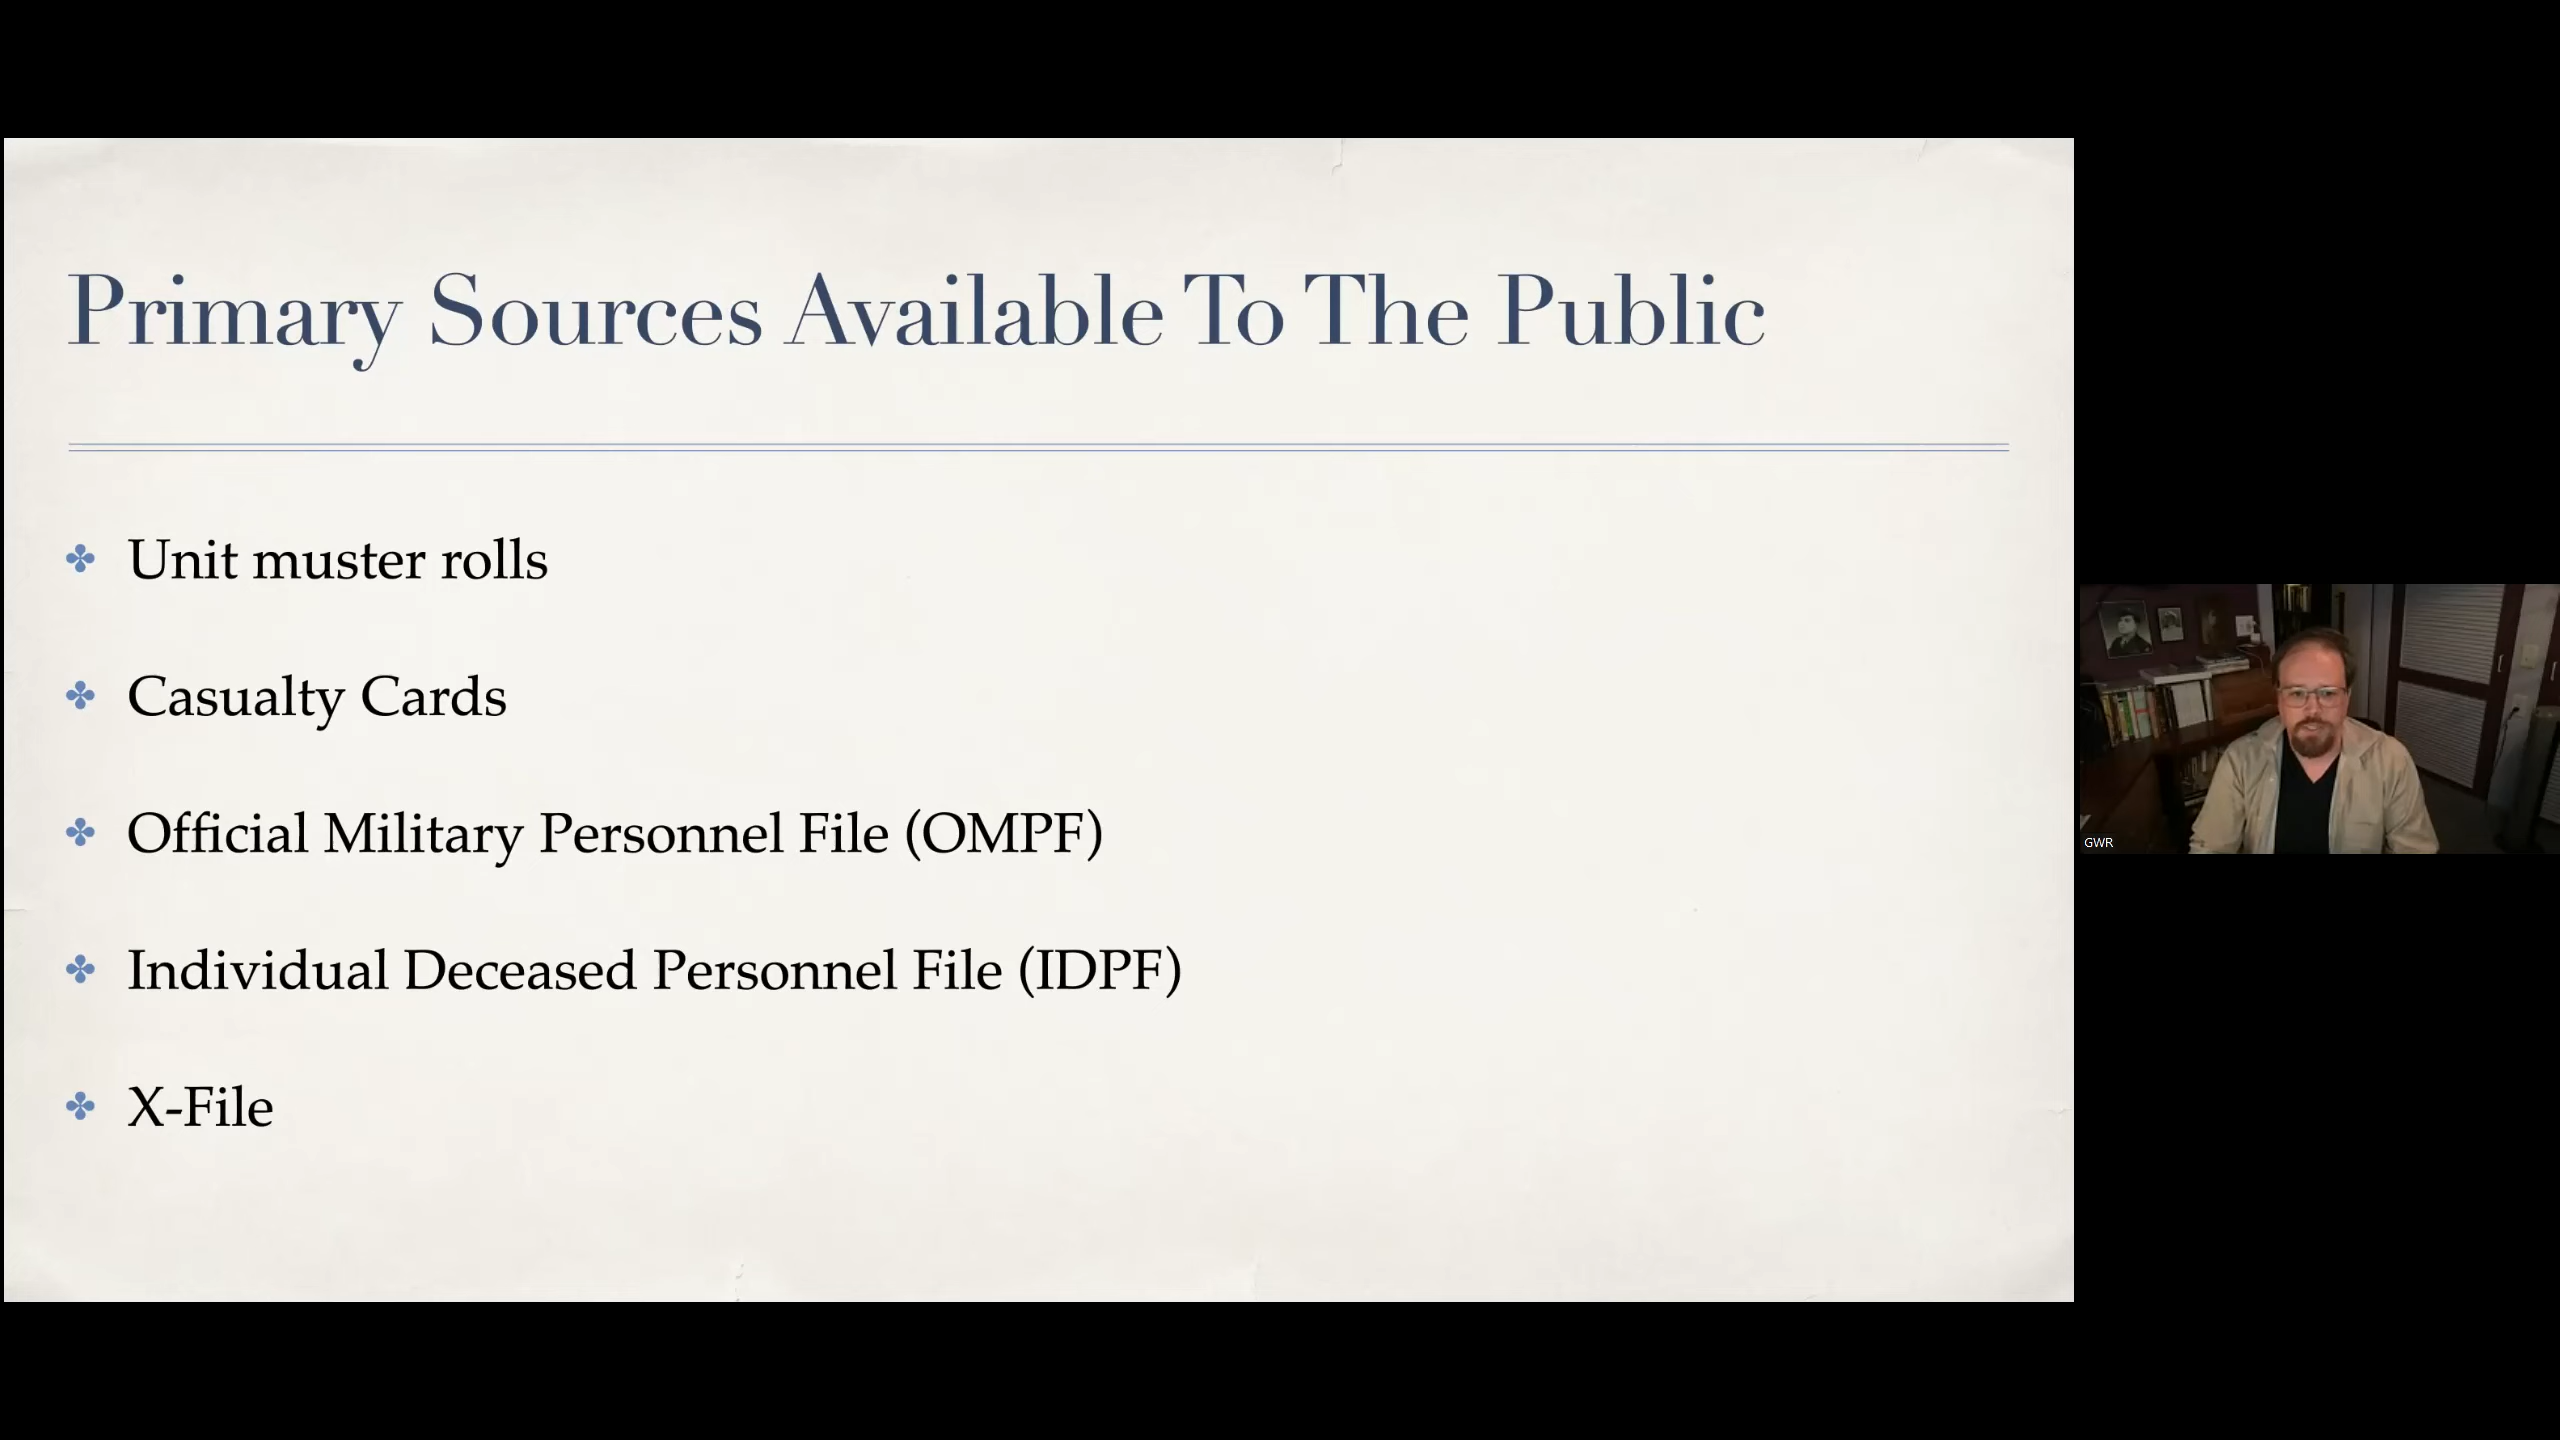 Primary Sources Available To The Public
Unit muster rolls
Casualty Cards
Official Military Personnel File (OMPF)
Individual Deceased Personnel File (IDPF)
X-File
GWR